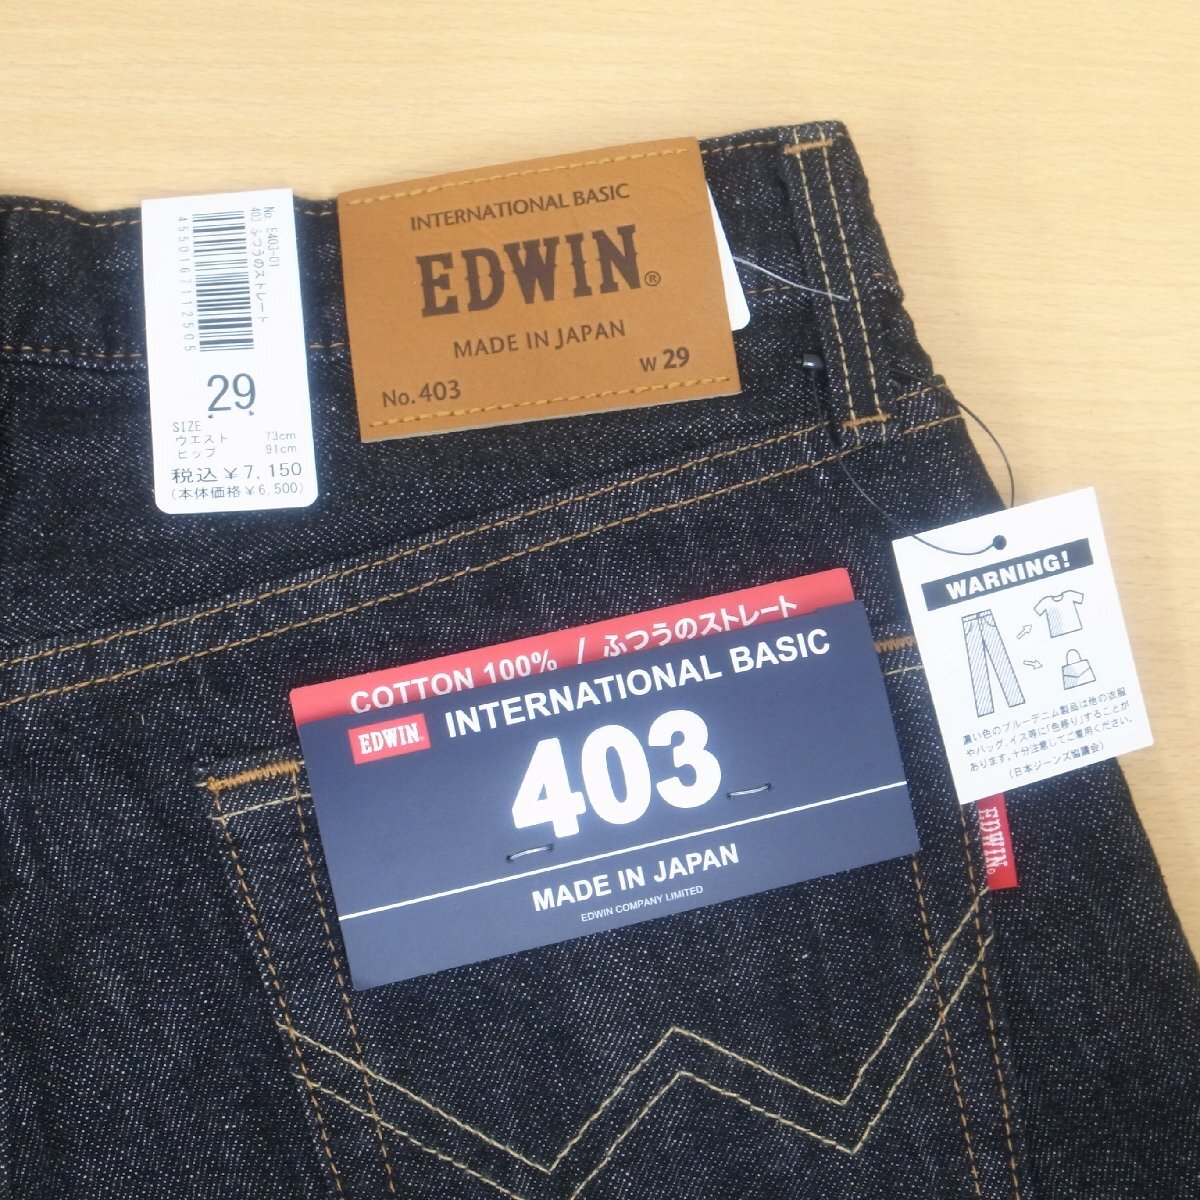 No. E403-01
403 ふつうのストレート
4550167112505
29
SIZE
ウエスト 73cm
ヒップ 91cm
税込¥7,150
(本体価格¥6,500)
INTERNATIONAL BASIC
EDWIN®
MADE IN JAPAN
No. 403 W 29
WARNING!
濃い色のブルーデニム製品は他の衣服
やバッグ、イス等に「色移り」することが
あります。十分注意してご着用ください。
(日本ジーンズ協議会)
COTTON 100% / ふつうのストレート
EDWIN INTERNATIONAL BASIC
403
MADE IN JAPAN
EDWIN COMPANY LIMITED
EDWIN®